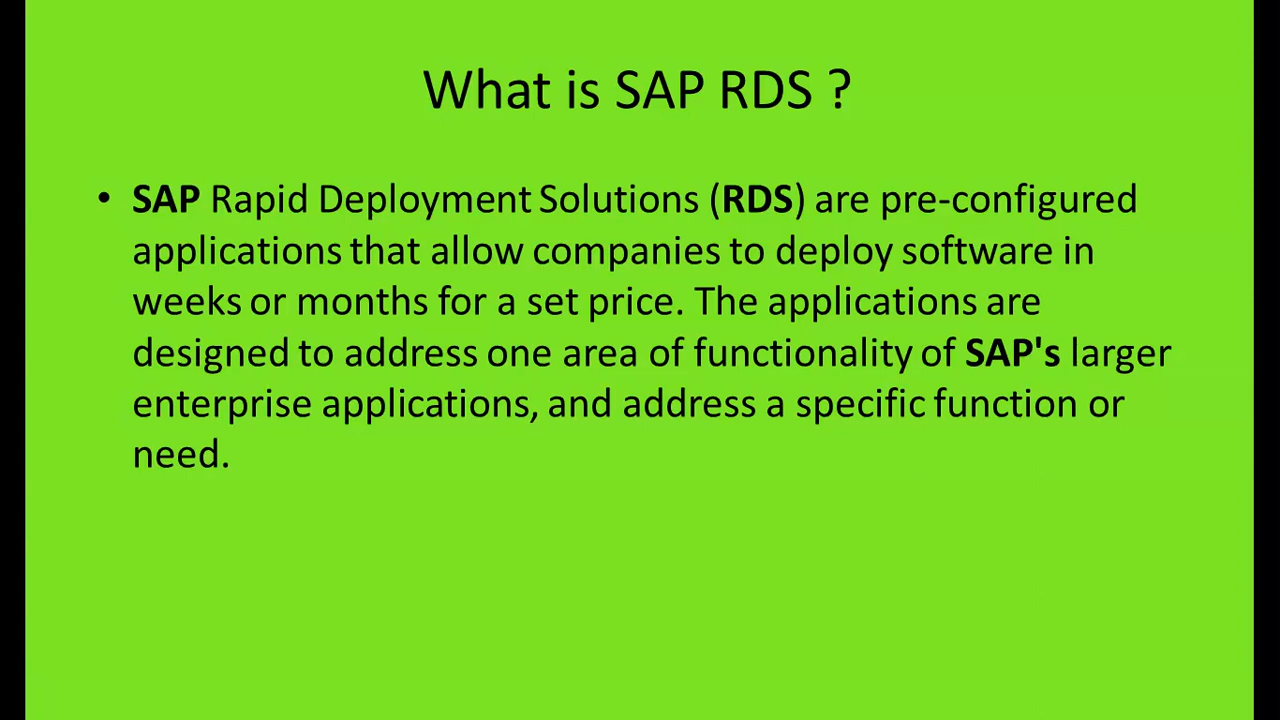 What is SAP RDS ?
• SAP Rapid Deployment Solutions (RDS) are pre-configured
applications that allow companies to deploy software in
weeks or months for a set price. The applications are
designed to address one area of functionality of SAP's larger
enterprise applications, and address a specific function or
need.